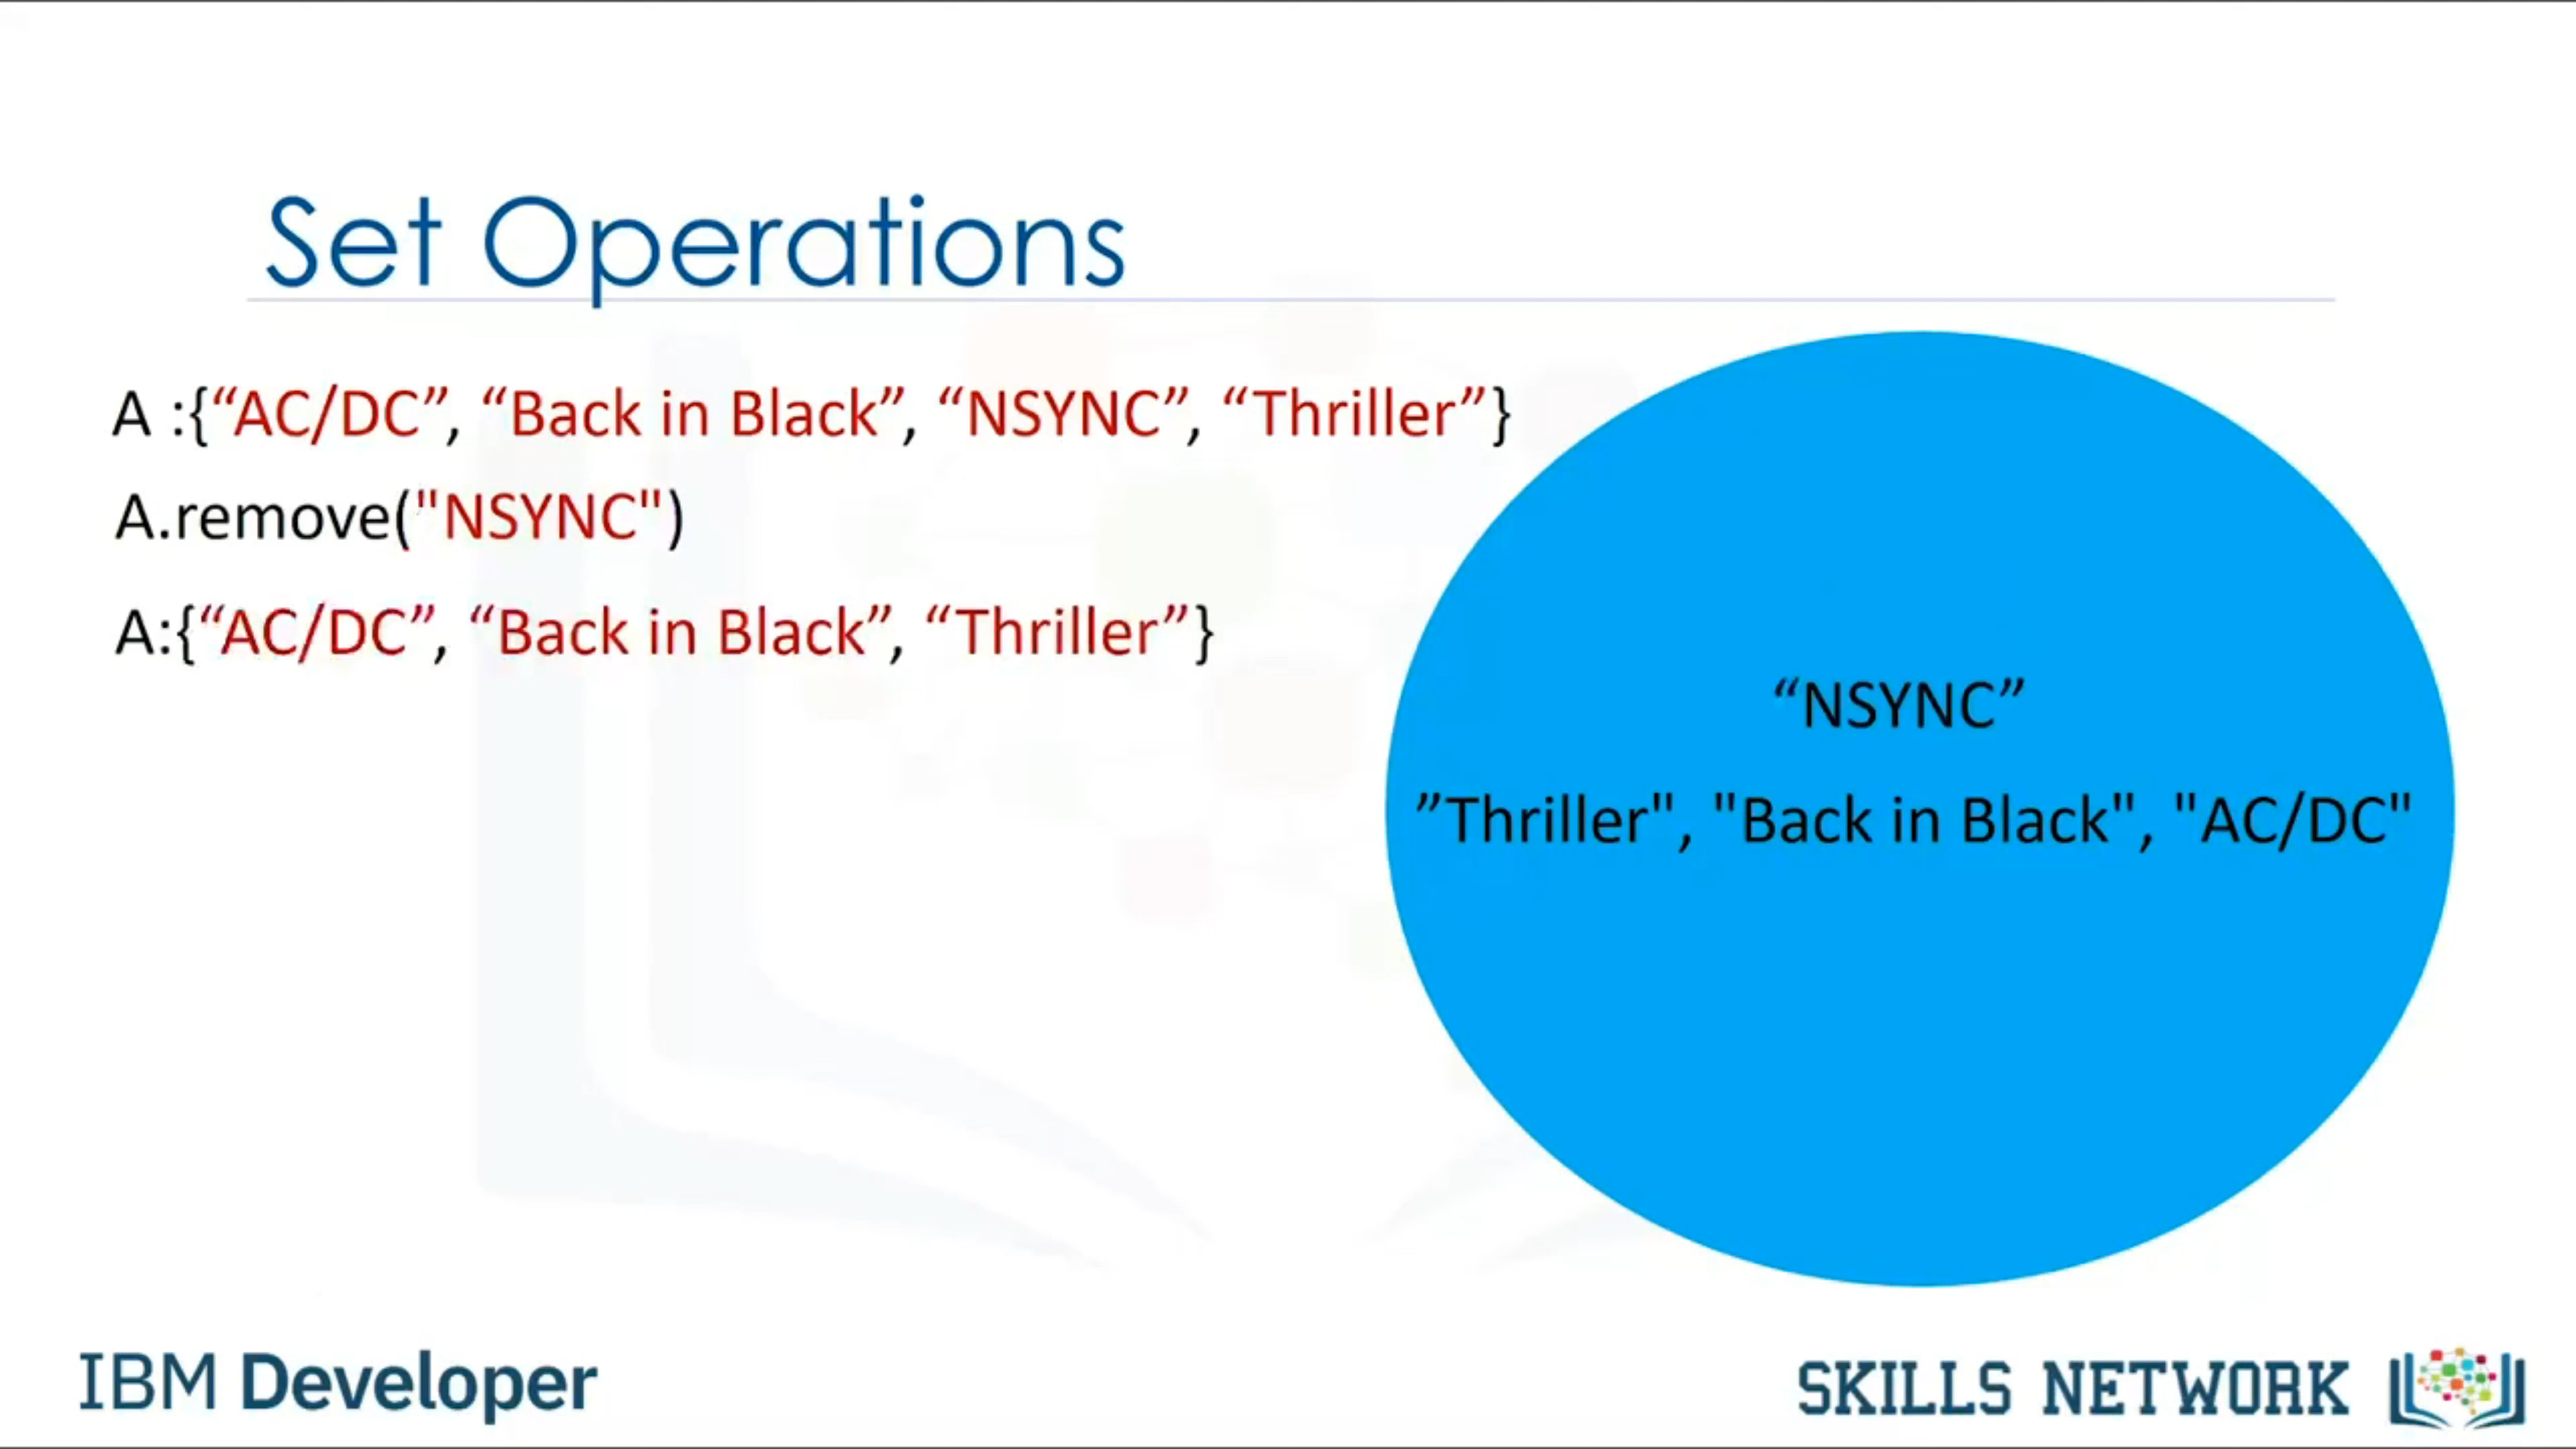 Set Operations
A :{“AC/DC”, “Back in Black”, “NSYNC”, “Thriller”}
A.remove("NSYNC")
A:{“AC/DC”, “Back in Black”, “Thriller”}
“NSYNC”
”Thriller", "Back in Black", "AC/DC"
IBM Developer
SKILLS NETWORK